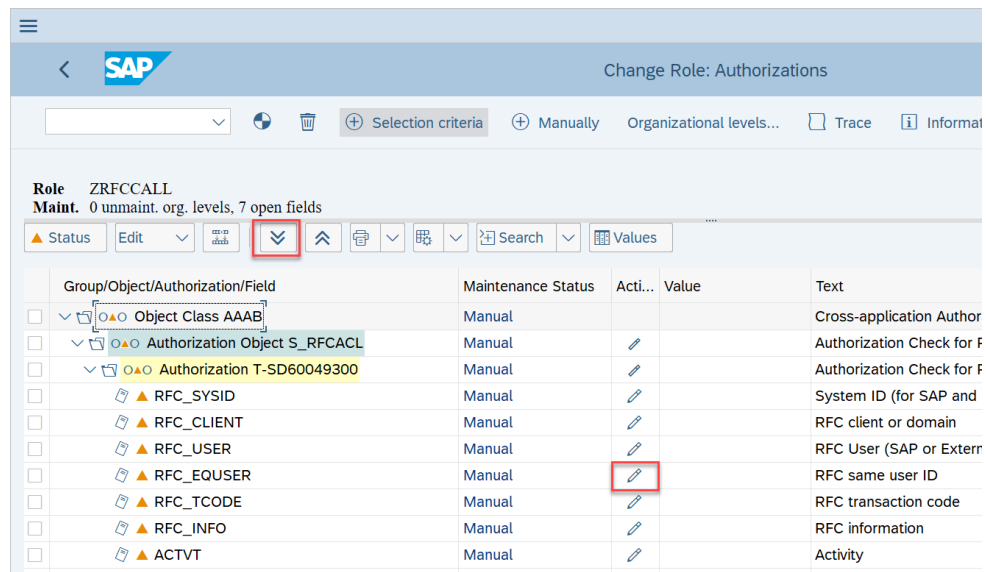 SAP
Change Role: Authorizations
Selection criteria Manually Organizational levels... Trace Informat
Role ZRFCCALL
Maint. 0 unmaint. org. levels, 7 open fields
Status Edit Search Values
Group/Object/Authorization/Field Maintenance Status Acti... Value Text
Object Class AAAB Manual Cross-application Author
Authorization Object S_RFCACL Manual Authorization Check for R
Authorization T-SD60049300 Manual Authorization Check for R
RFC_SYSID Manual System ID (for SAP and
RFC_CLIENT Manual RFC client or domain
RFC_USER Manual RFC User (SAP or Extern
RFC_EQUSER Manual RFC same user ID
RFC_TCODE Manual RFC transaction code
RFC_INFO Manual RFC information
ACTVT Manual Activity